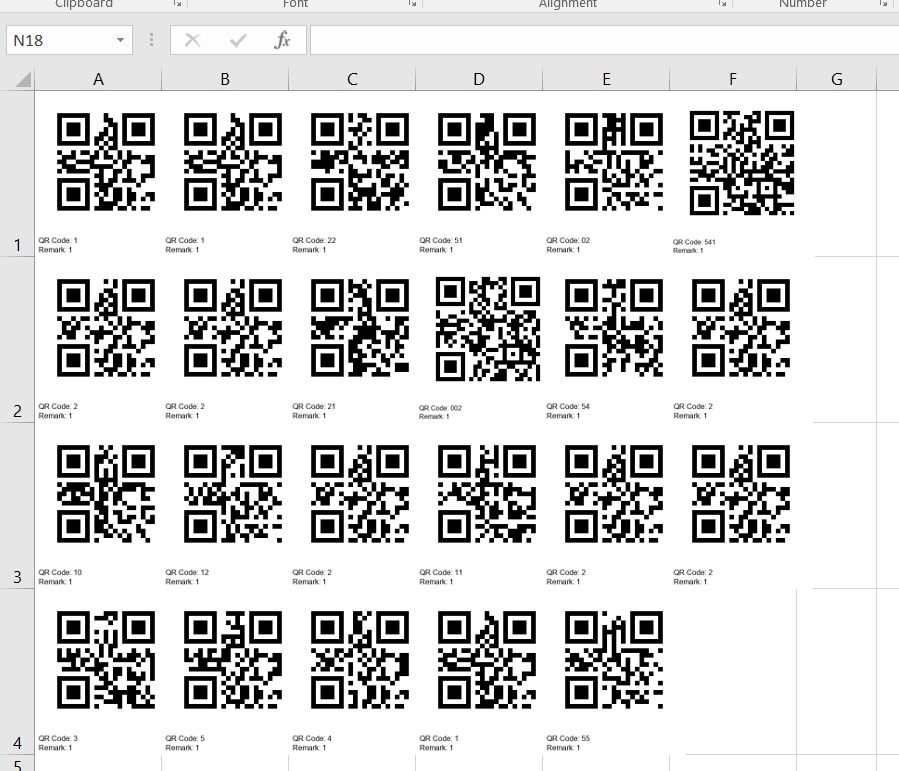 Clipboard Font Alignment Number
N18 fx
A B C D E F G
QR Code: 1 QR Code: 1 QR Code: 22 QR Code: 51 QR Code: 02 QR Code: 541
1 Remark: 1 Remark: 1 Remark: 1 Remark: 1 Remark: 1 Remark: 1
QR Code: 2 QR Code: 2 QR Code: 21 QR Code: 002 QR Code: 54 QR Code: 2
2 Remark: 1 Remark: 1 Remark: 1 Remark: 1 Remark: 1 Remark: 1
QR Code: 10 QR Code: 12 QR Code: 2 QR Code: 11 QR Code: 2 QR Code: 2
3 Remark: 1 Remark: 1 Remark: 1 Remark: 1 Remark: 1 Remark: 1
QR Code: 3 QR Code: 5 QR Code: 4 QR Code: 1 QR Code: 55
4 Remark: 1 Remark: 1 Remark: 1 Remark: 1 Remark: 1
5